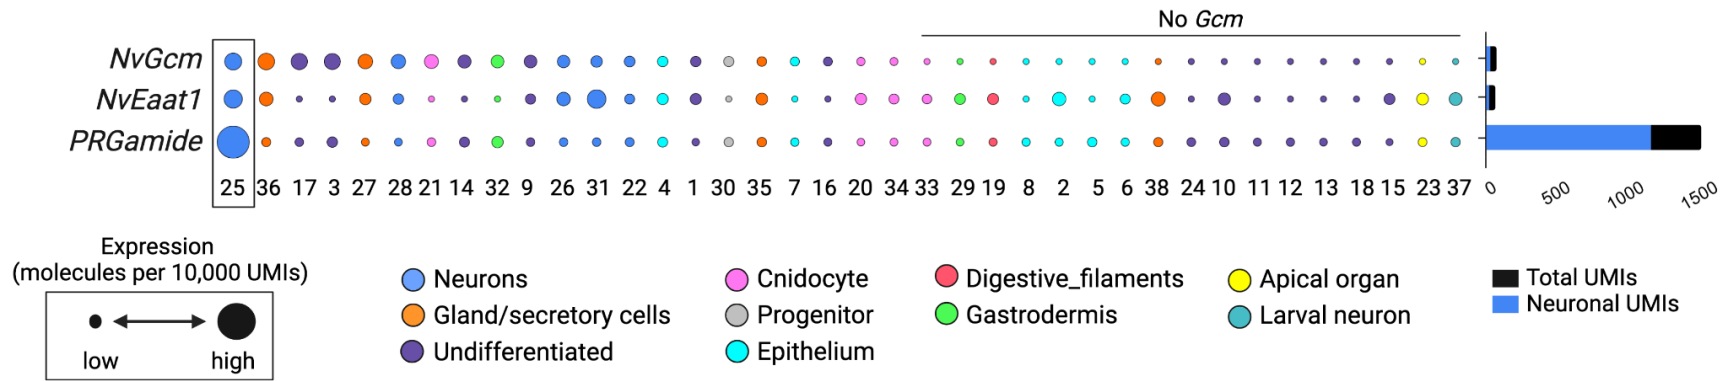 No Gcm
NvGcm
NvEaat1
PRGamide
25 36 17 3 27 28 21 14 32 9 26 31 22 4 1 30 35 7 16 20 34 33 29 19 8 2 5 6 38 24 10 11 12 13 18 15 23 37
0 500 1000 1500
Expression
(molecules per 10,000 UMIs)
low high
Neurons
Gland/secretory cells
Undifferentiated
Cnidocyte
Progenitor
Epithelium
Digestive_filaments
Gastrodermis
Apical organ
Larval neuron
Total UMIs
Neuronal UMIs